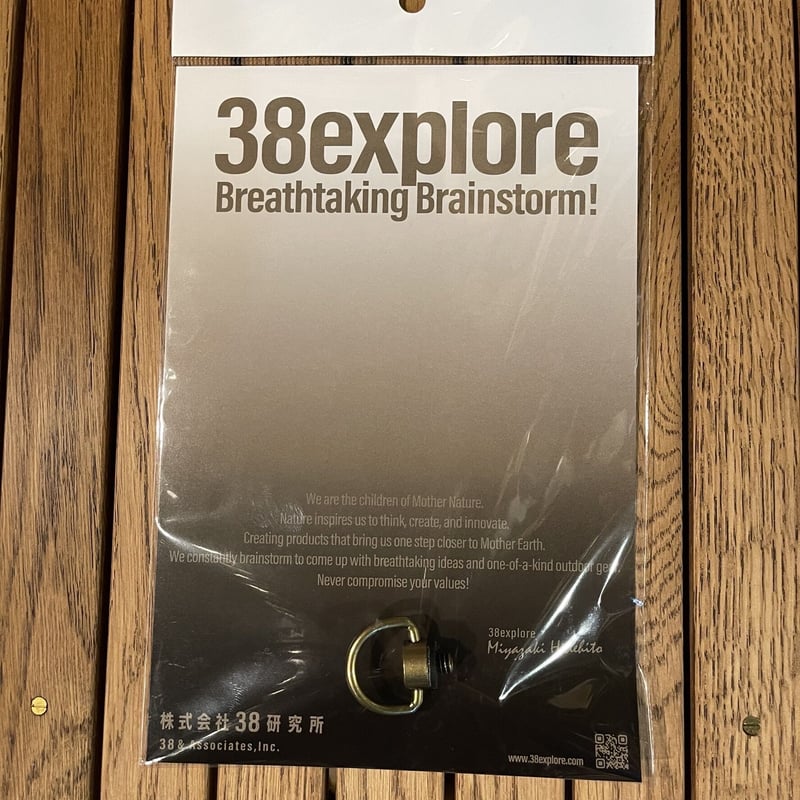 38explore
Breathtaking Brainstorm!
We are the children of Mother Nature.
Nature inspires us to think, create, and innovate.
Creating products that bring us one step closer to Mother Earth.
We constantly brainstorm to come up with breathtaking ideas and one-of-a-kind outdoor gear.
Never compromise your values!
38explore
Miyazaki Hidehito
株式会社38研究所
38 & Associates,Inc.
www.38explore.com